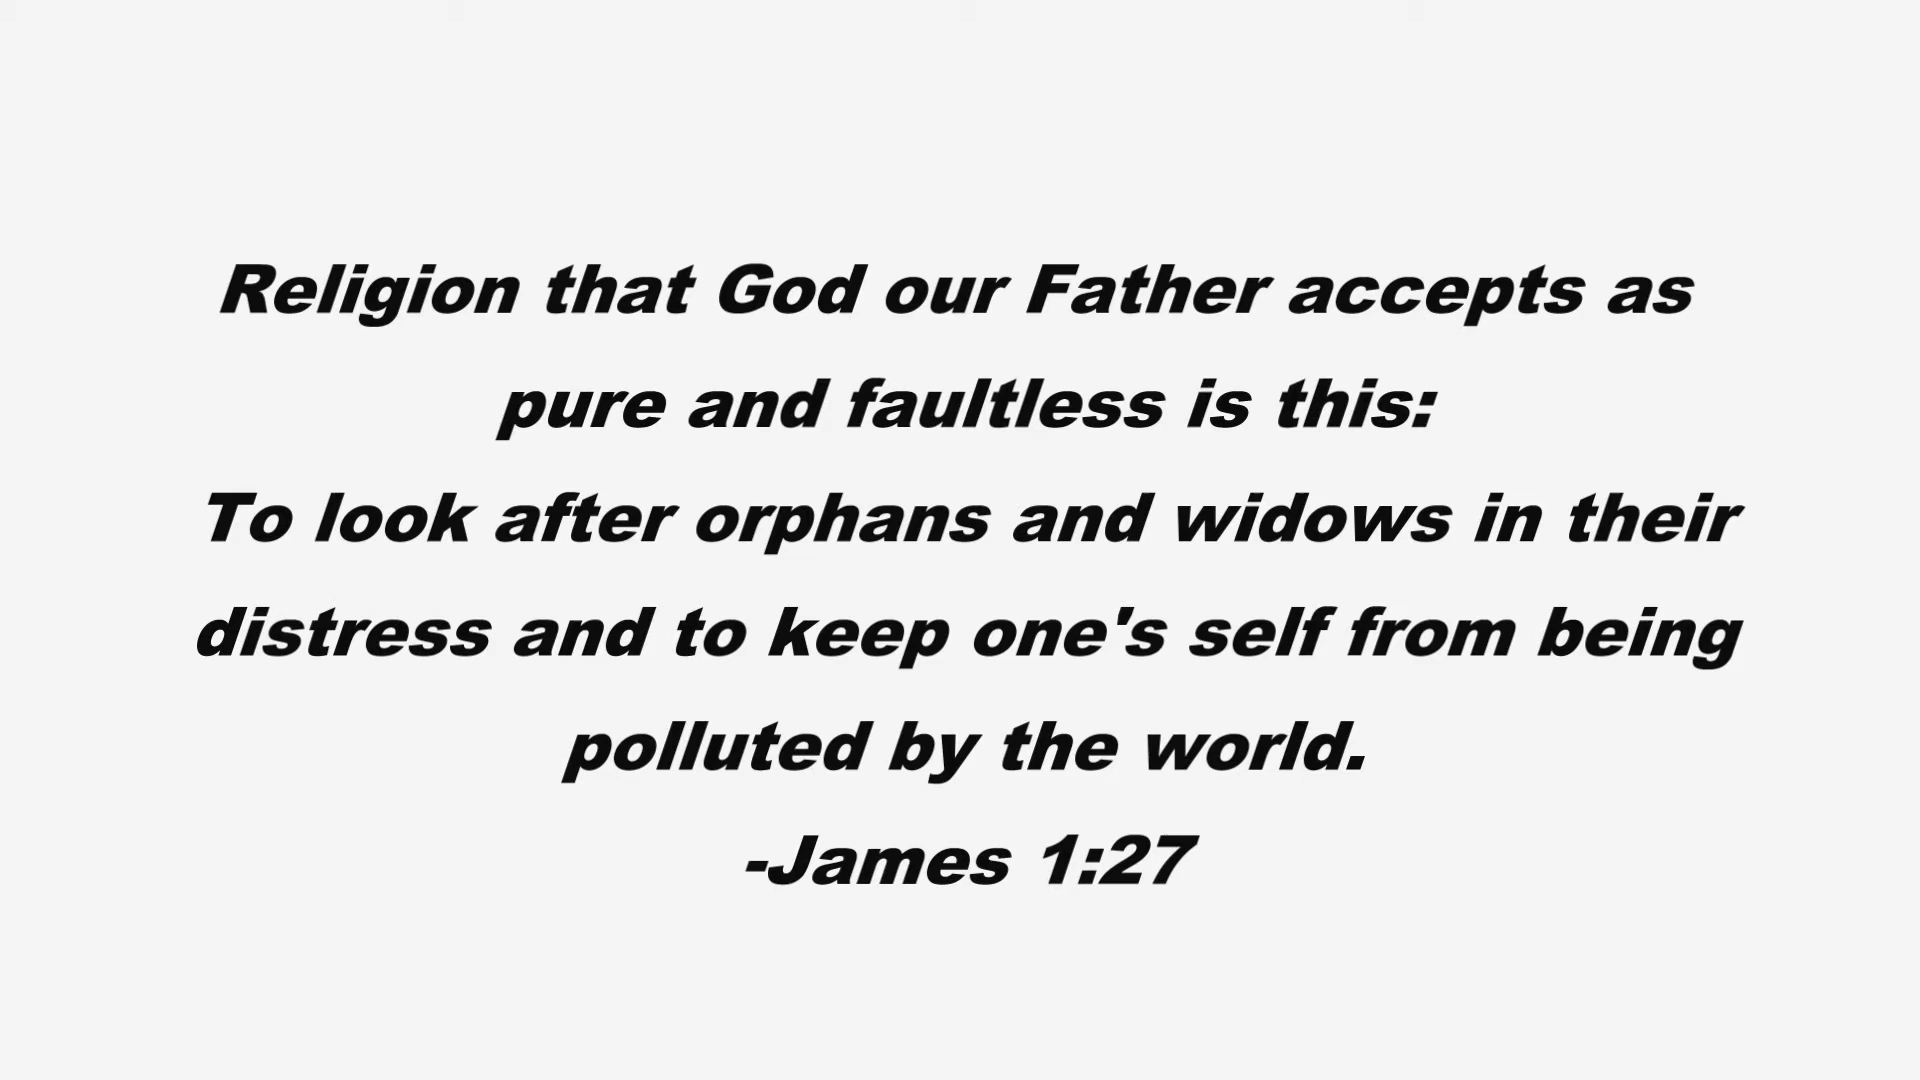 Religion that God our Father accepts as
pure and faultless is this:
To look after orphans and widows in their
distress and to keep one's self from being
polluted by the world.
-James 1:27